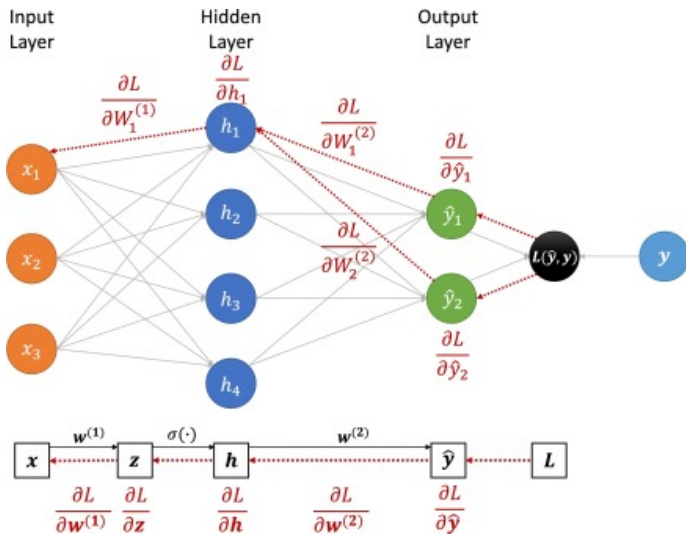 Input Layer
Hidden Layer
Output Layer
∂L/∂W₁⁽¹⁾
∂L/∂h₁
∂L/∂W₁⁽²⁾
∂L/∂ŷ₁
h₁
x₁
h₂
ŷ₁
x₂
∂L/∂W₂⁽²⁾
L(ŷ, y)
y
h₃
ŷ₂
x₃
h₄
∂L/∂ŷ₂
w⁽¹⁾ σ(·) w⁽²⁾
x z h ŷ L
∂L/∂w⁽¹⁾ ∂L/∂z ∂L/∂h ∂L/∂w⁽²⁾ ∂L/∂ŷ